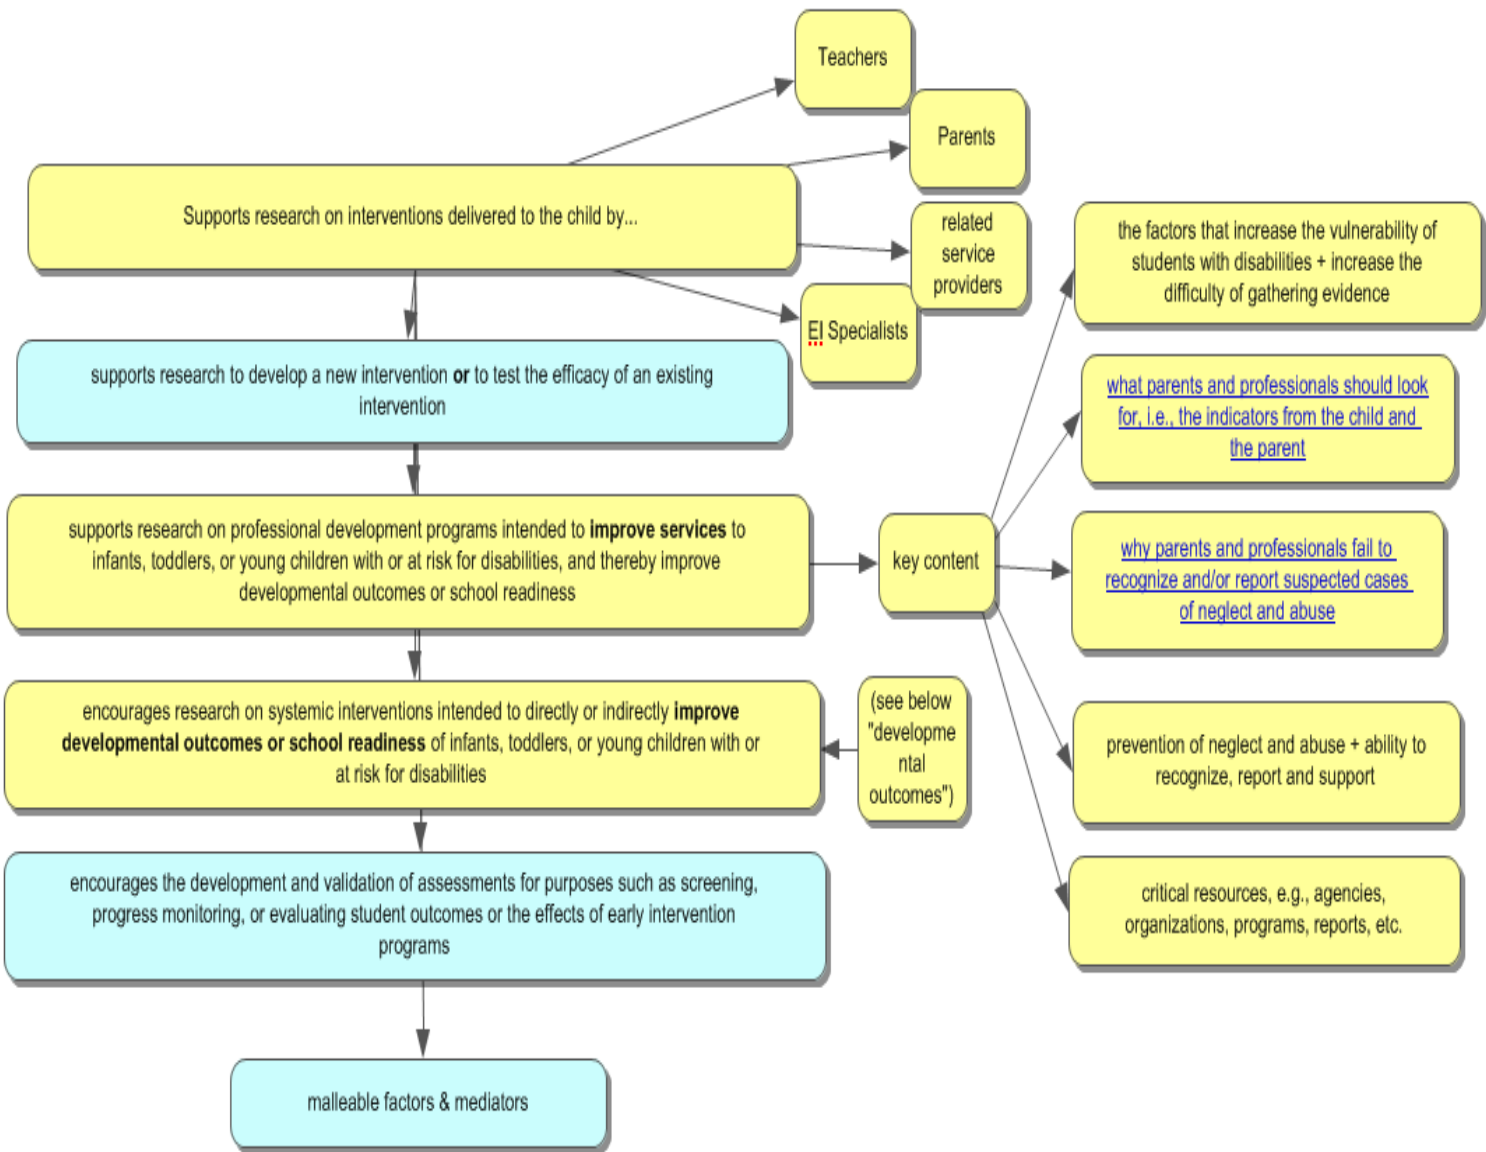 Teachers
Parents
Supports research on interventions delivered to the child by...
related
service
providers
EI Specialists
supports research to develop a new intervention or to test the efficacy of an existing
intervention
supports research on professional development programs intended to improve services to
infants, toddlers, or young children with or at risk for disabilities, and thereby improve
developmental outcomes or school readiness
key content
the factors that increase the vulnerability of
students with disabilities + increase the
difficulty of gathering evidence
what parents and professionals should look
for, i.e., the indicators from the child and
the parent
why parents and professionals fail to
recognize and/or report suspected cases
of neglect and abuse
prevention of neglect and abuse + ability to
recognize, report and support
critical resources, e.g., agencies,
organizations, programs, reports, etc.
encourages research on systemic interventions intended to directly or indirectly improve
developmental outcomes or school readiness of infants, toddlers, or young children with or
at risk for disabilities
(see below
"developme
ntal
outcomes")
encourages the development and validation of assessments for purposes such as screening,
progress monitoring, or evaluating student outcomes or the effects of early intervention
programs
malleable factors & mediators